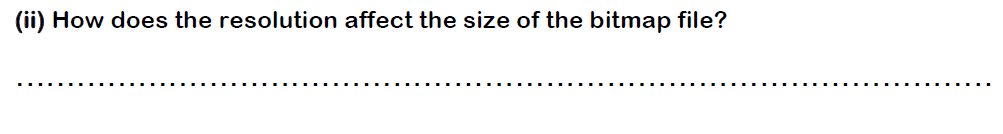 (ii) How does the resolution affect the size of the bitmap file?
................................................................................................